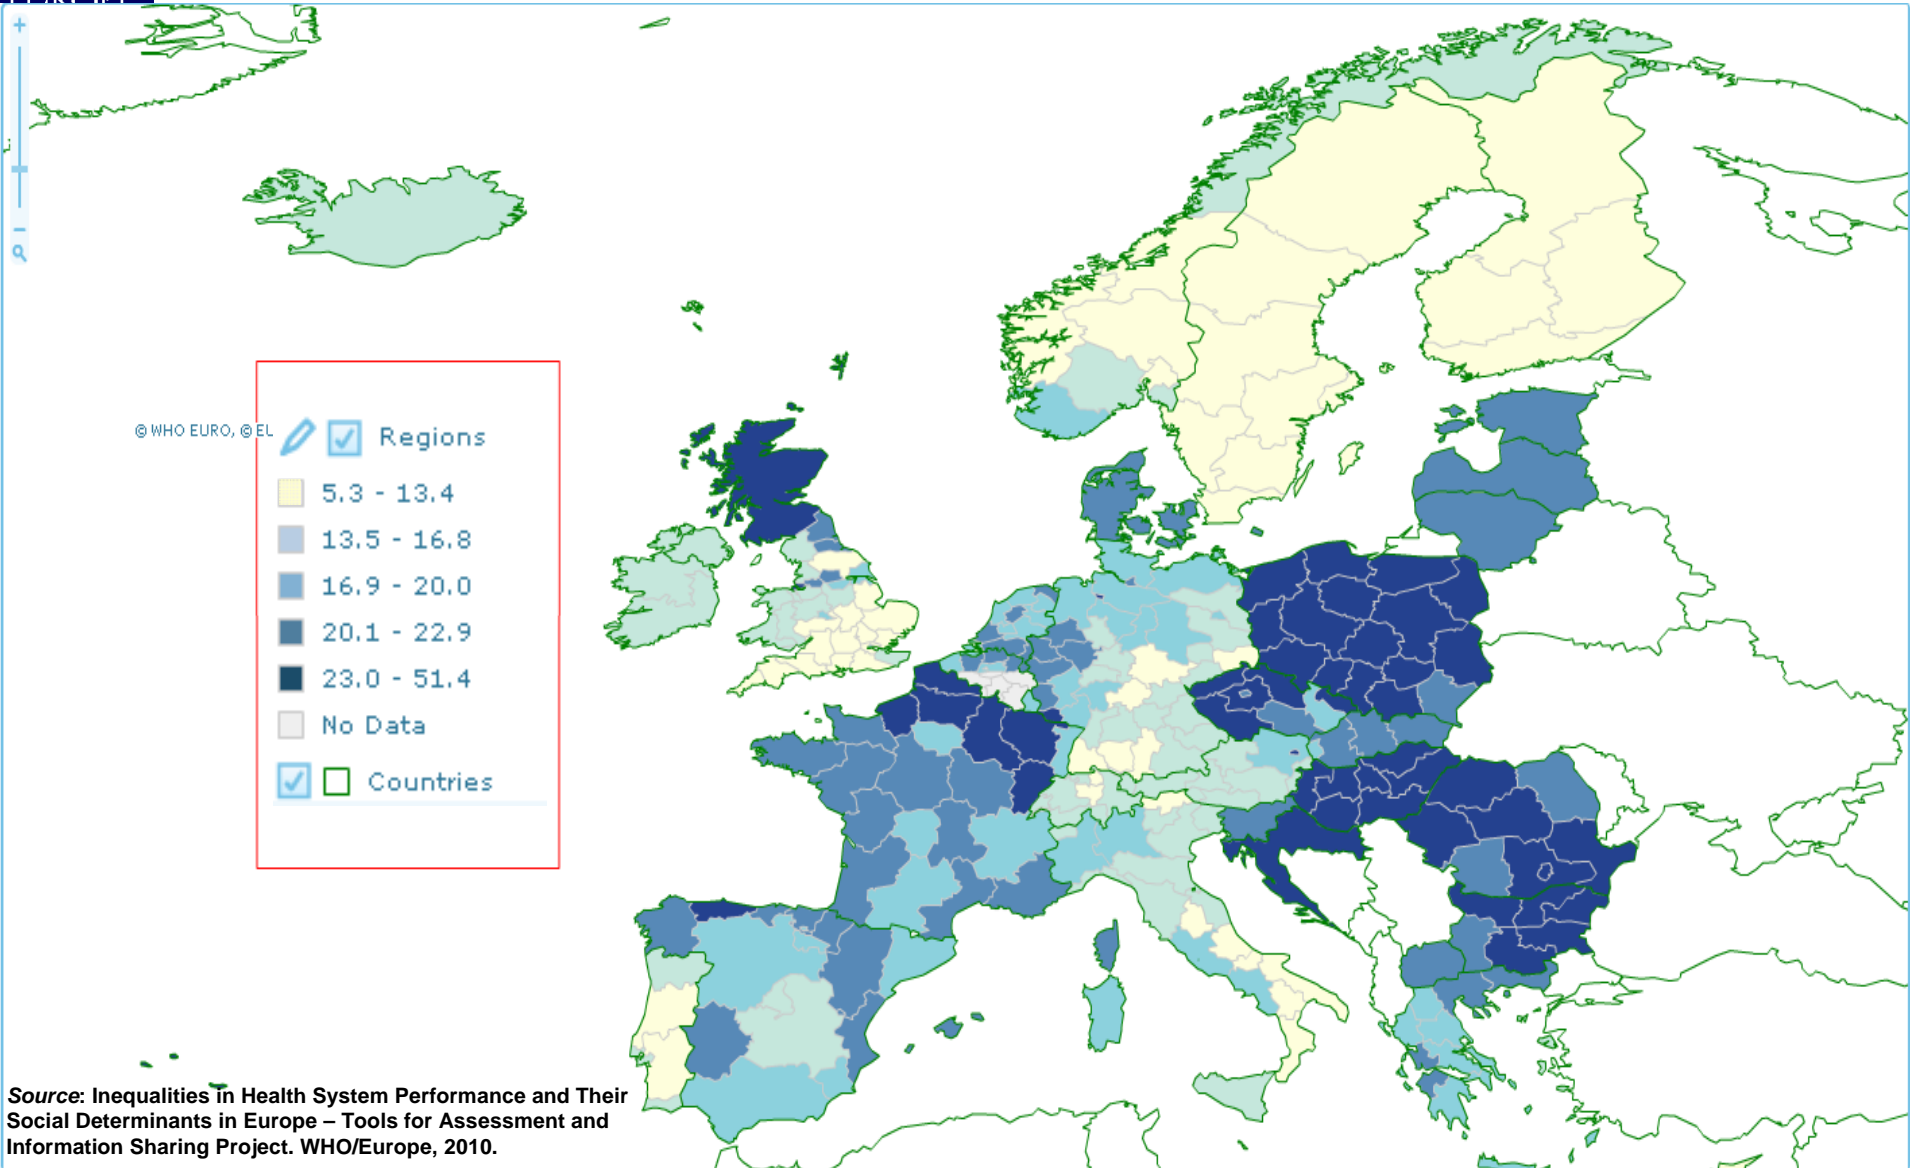 © WHO EURO, © EL
Regions
5.3 - 13.4
13.5 - 16.8
16.9 - 20.0
20.1 - 22.9
23.0 - 51.4
No Data
Countries
Source: Inequalities in Health System Performance and Their
Social Determinants in Europe – Tools for Assessment and
Information Sharing Project. WHO/Europe, 2010.